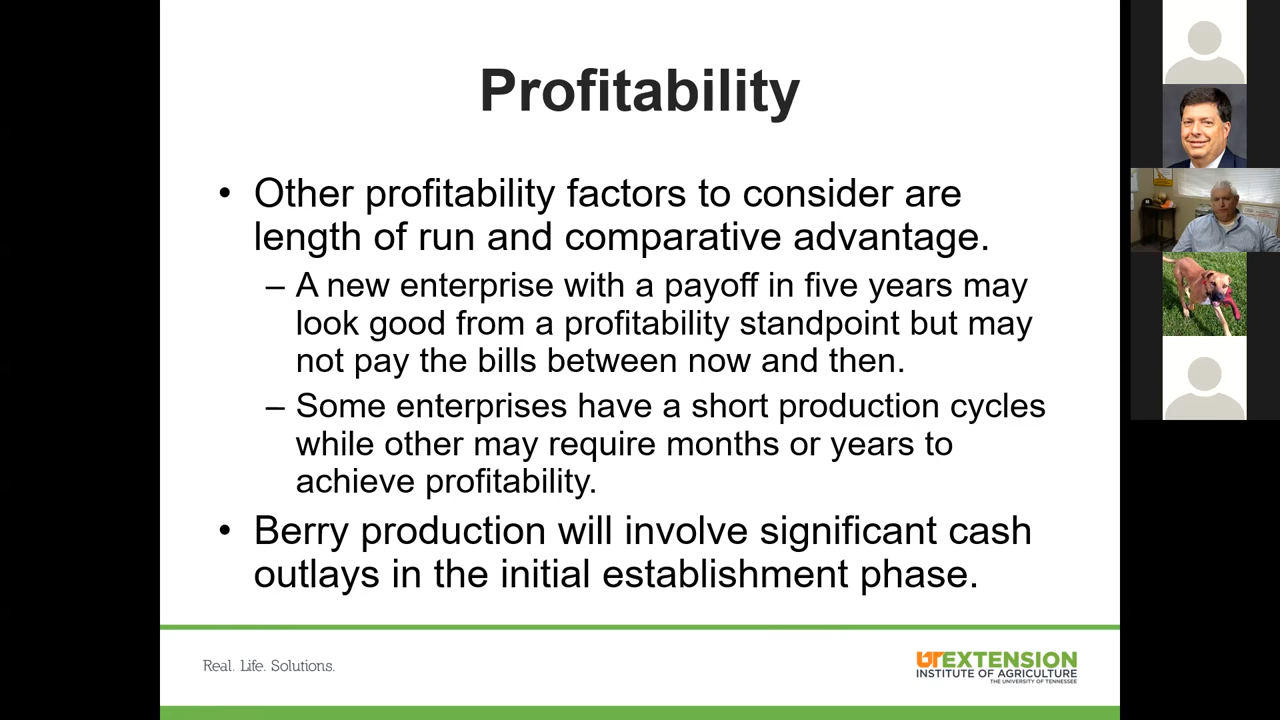 Profitability
• Other profitability factors to consider are
length of run and comparative advantage.
– A new enterprise with a payoff in five years may
look good from a profitability standpoint but may
not pay the bills between now and then.
– Some enterprises have a short production cycles
while other may require months or years to
achieve profitability.
• Berry production will involve significant cash
outlays in the initial establishment phase.
Real. Life. Solutions.
UT EXTENSION
INSTITUTE OF AGRICULTURE
THE UNIVERSITY OF TENNESSEE